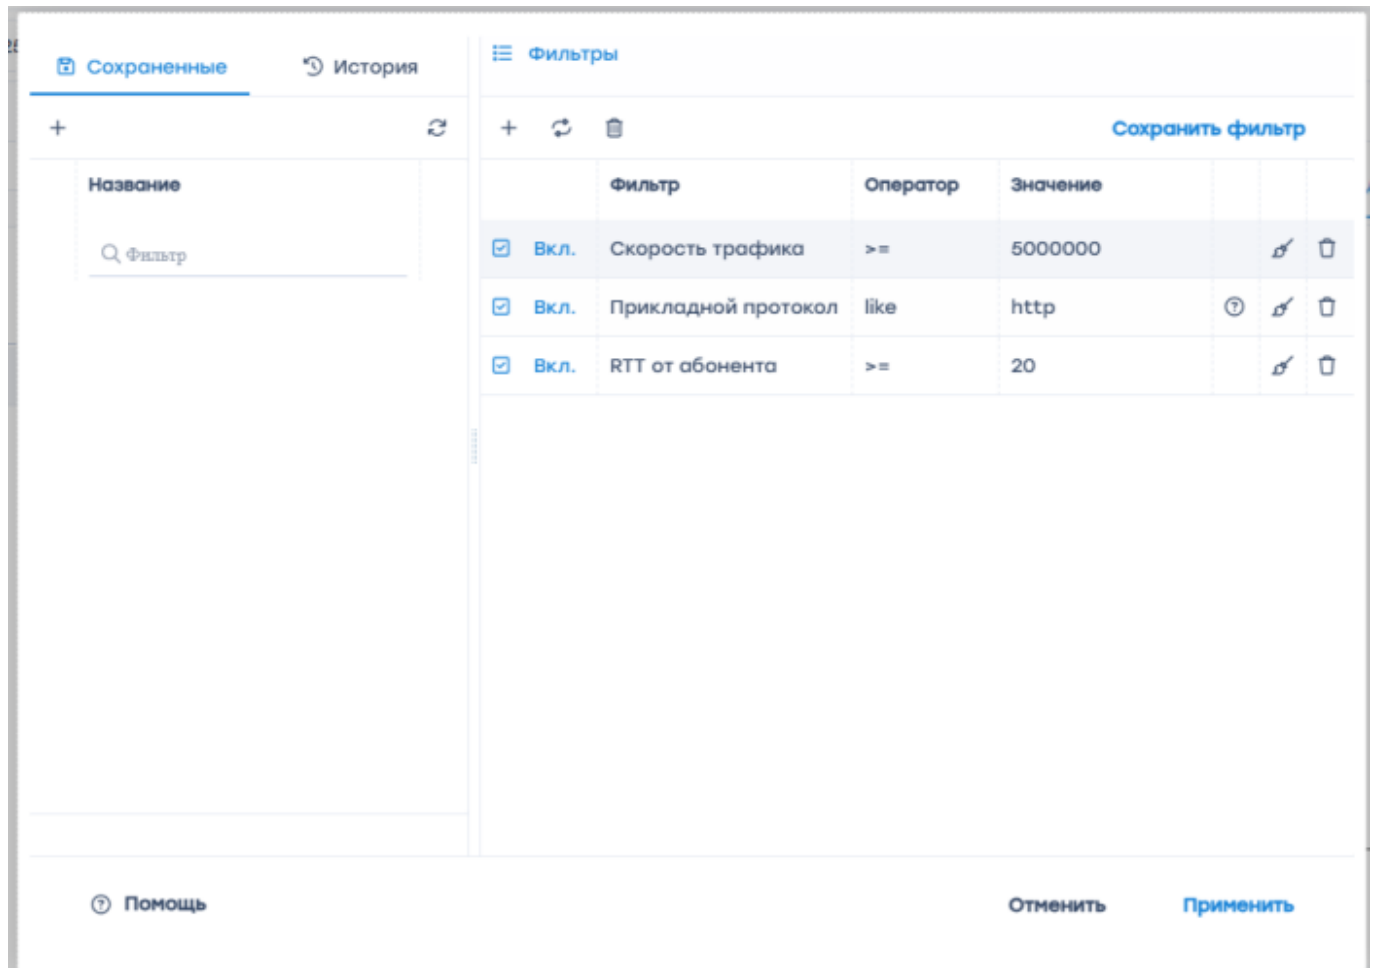 Сохраненные
История
Фильтры
Сохранить фильтр
Название
Фильтр
Фильтр Оператор Значение
Вкл. Скорость трафика >= 5000000
Вкл. Прикладной протокол like http
Вкл. RTT от абонента >= 20
Помощь
Отменить
Применить